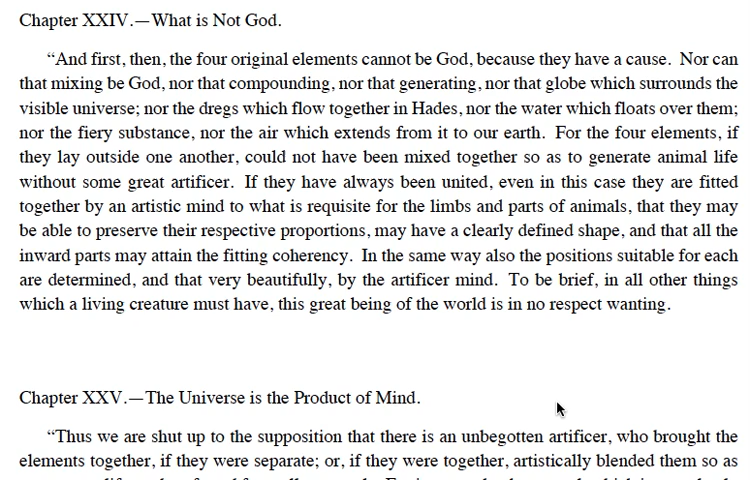 Chapter XXIV.—What is Not God.
“And first, then, the four original elements cannot be God, because they have a cause. Nor can
that mixing be God, nor that compounding, nor that generating, nor that globe which surrounds the
visible universe; nor the dregs which flow together in Hades, nor the water which floats over them;
nor the fiery substance, nor the air which extends from it to our earth. For the four elements, if
they lay outside one another, could not have been mixed together so as to generate animal life
without some great artificer. If they have always been united, even in this case they are fitted
together by an artistic mind to what is requisite for the limbs and parts of animals, that they may
be able to preserve their respective proportions, may have a clearly defined shape, and that all the
inward parts may attain the fitting coherency. In the same way also the positions suitable for each
are determined, and that very beautifully, by the artificer mind. To be brief, in all other things
which a living creature must have, this great being of the world is in no respect wanting.
Chapter XXV.—The Universe is the Product of Mind.
“Thus we are shut up to the supposition that there is an unbegotten artificer, who brought the
elements together, if they were separate; or, if they were together, artistically blended them so as